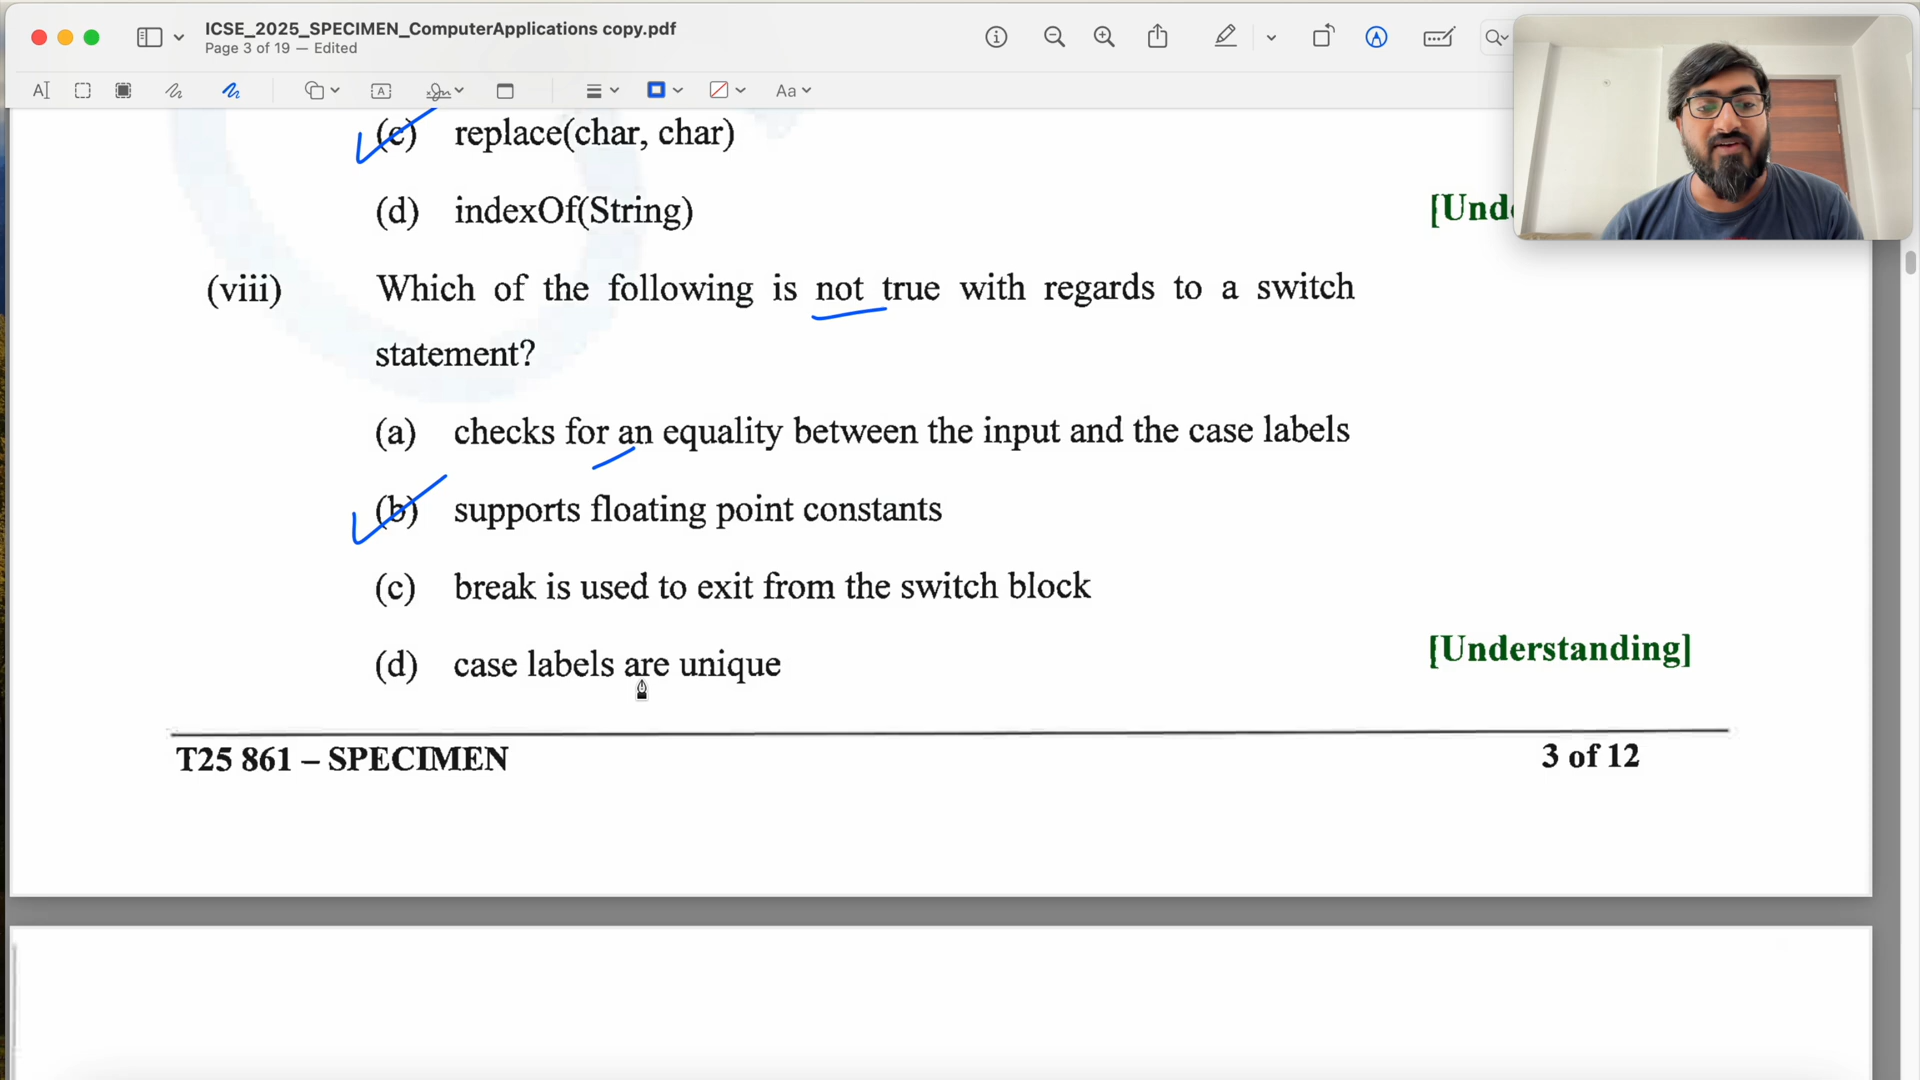 ICSE_2025_SPECIMEN_ComputerApplications copy.pdf
Page 3 of 19 — Edited
(c) replace(char, char)
(d) indexOf(String)
[Unde
(viii) Which of the following is not true with regards to a switch
statement?
(a) checks for an equality between the input and the case labels
(b) supports floating point constants
(c) break is used to exit from the switch block
(d) case labels are unique
[Understanding]
T25 861 – SPECIMEN
3 of 12